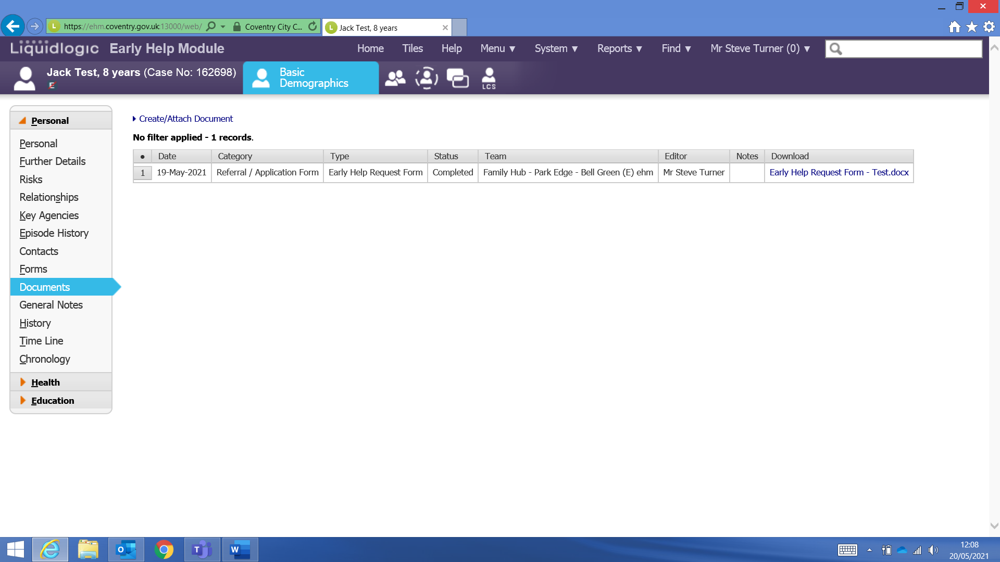 https://ehm.coventry.gov.uk:13000/web/
Coventry City C...
L Jack Test, 8 years
Liquidlogic Early Help Module
Home Tiles Help Menu ▼ System ▼ Reports ▼ Find ▼ Mr Steve Turner (0) ▼
Jack Test, 8 years (Case No: 162698)
E
Basic
Demographics
LCS
Personal
Personal
Further Details
Risks
Relationships
Key Agencies
Episode History
Contacts
Forms
Documents
General Notes
History
Time Line
Chronology
Health
Education
Create/Attach Document
No filter applied - 1 records.
● Date Category Type Status Team Editor Notes Download
1 19-May-2021 Referral / Application Form Early Help Request Form Completed Family Hub - Park Edge - Bell Green (E) ehm Mr Steve Turner Early Help Request Form - Test.docx
12:08
20/05/2021